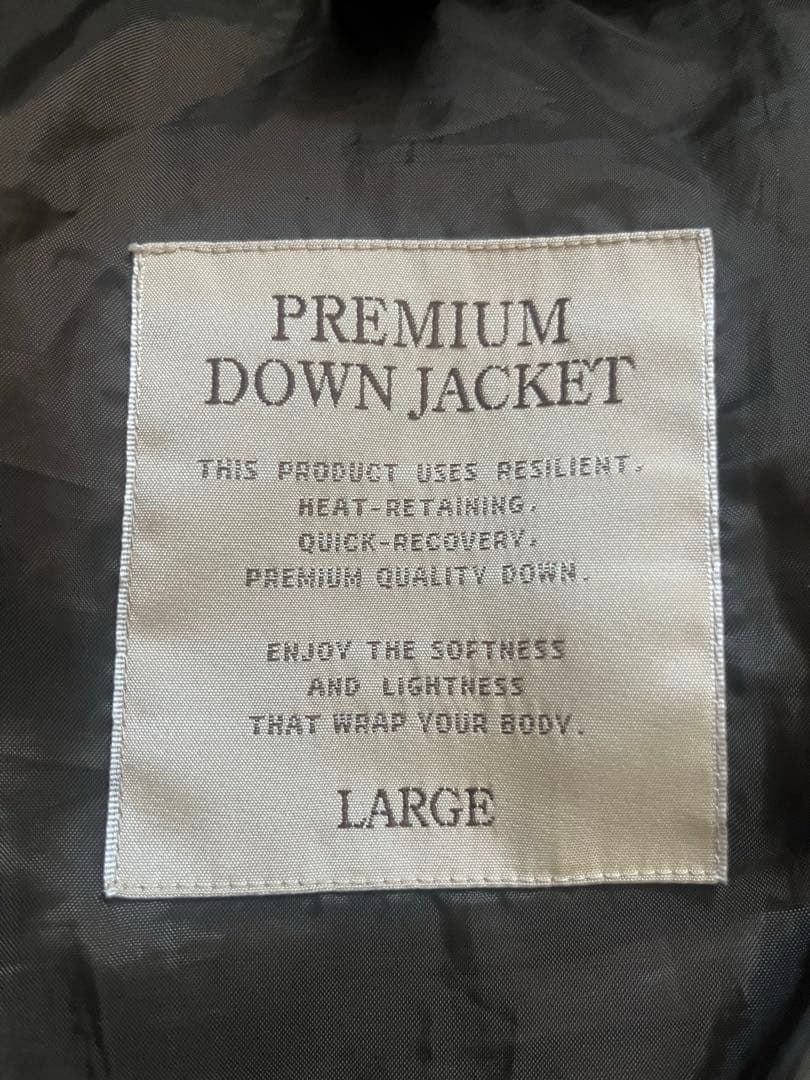 PREMIUM
DOWN JACKET
THIS PRODUCT USES RESILIENT,
HEAT-RETAINING,
QUICK-RECOVERY,
PREMIUM QUALITY DOWN.
ENJOY THE SOFTNESS
AND LIGHTNESS
THAT WRAP YOUR BODY.
LARGE